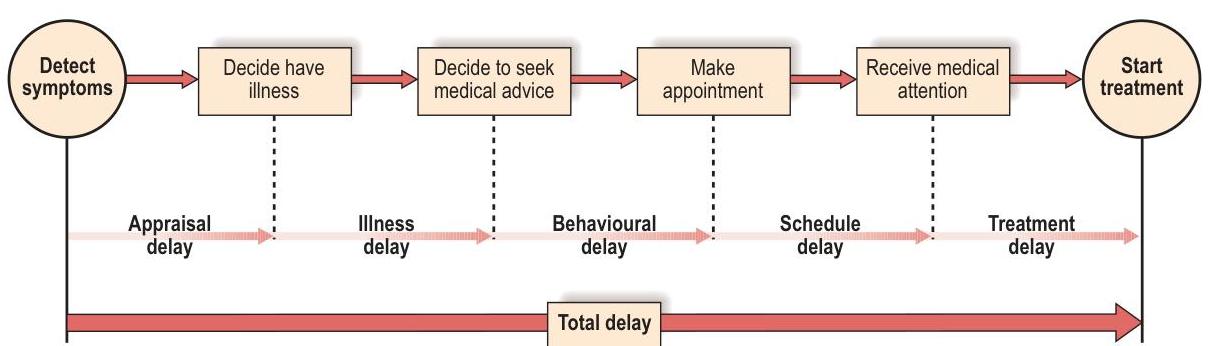 Detect
symptoms
Decide have
illness
Decide to seek
medical advice
Make
appointment
Receive medical
attention
Start
treatment
Appraisal
delay
Illness
delay
Behavioural
delay
Schedule
delay
Treatment
delay
Total delay